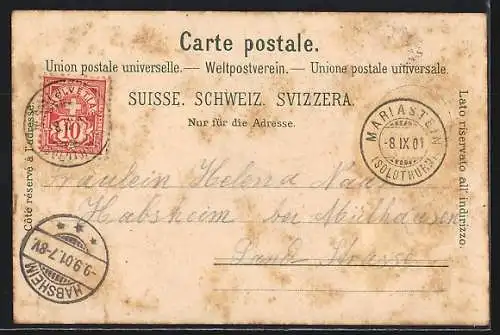 Carte postale.
Union postale universelle. — Weltpostverein. — Unione postale universale.
SUISSE. SCHWEIZ. SVIZZERA.
Nur für die Adresse.
Côté réservé à l'adresse.
Lato riservato all' indirizzo.
HELVETIA
10
MARIASTEIN
-8 IX 01
(SOLOTHURN)
Fräulein Helena
Habsheim bei Mülhausen
Land Strasse
HABSHEIM
-9.9.01.7-8V.